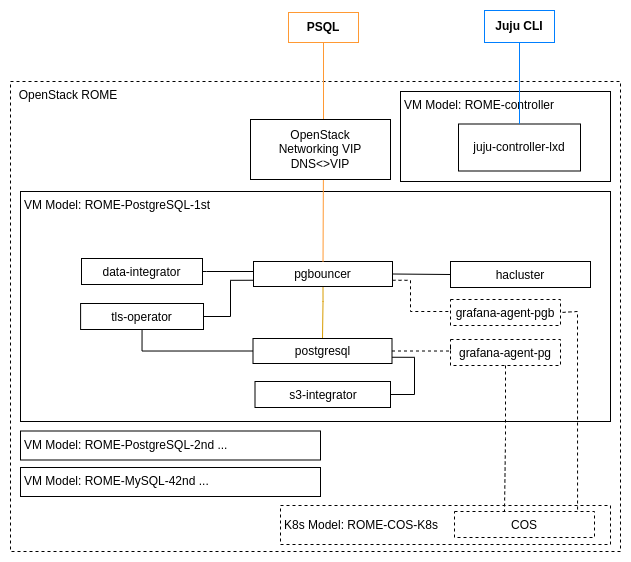 PSQL
Juju CLI
OpenStack ROME
VM Model: ROME-controller
OpenStack
Networking VIP
DNS<>VIP
juju-controller-lxd
VM Model: ROME-PostgreSQL-1st
data-integrator
pgbouncer
hacluster
tls-operator
grafana-agent-pgb
postgresql
grafana-agent-pg
s3-integrator
VM Model: ROME-PostgreSQL-2nd ...
VM Model: ROME-MySQL-42nd ...
K8s Model: ROME-COS-K8s
COS